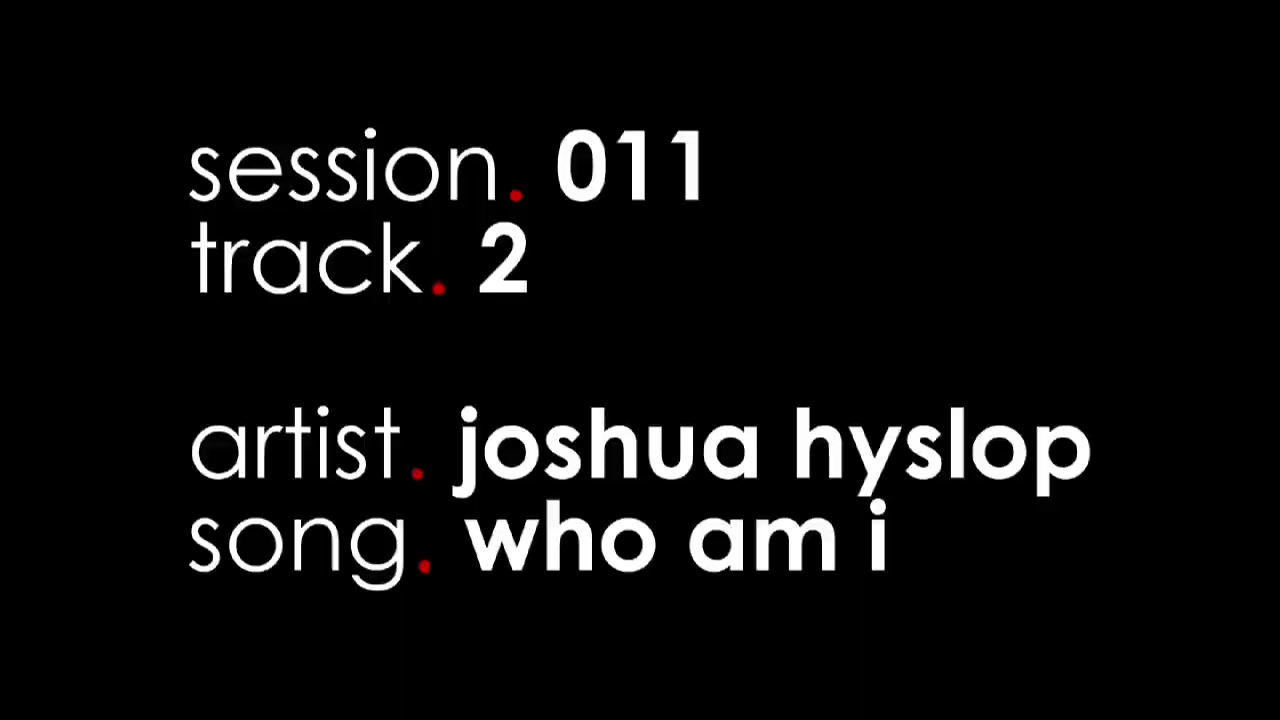 session. 011
track. 2
artist. joshua hyslop
song. who am i